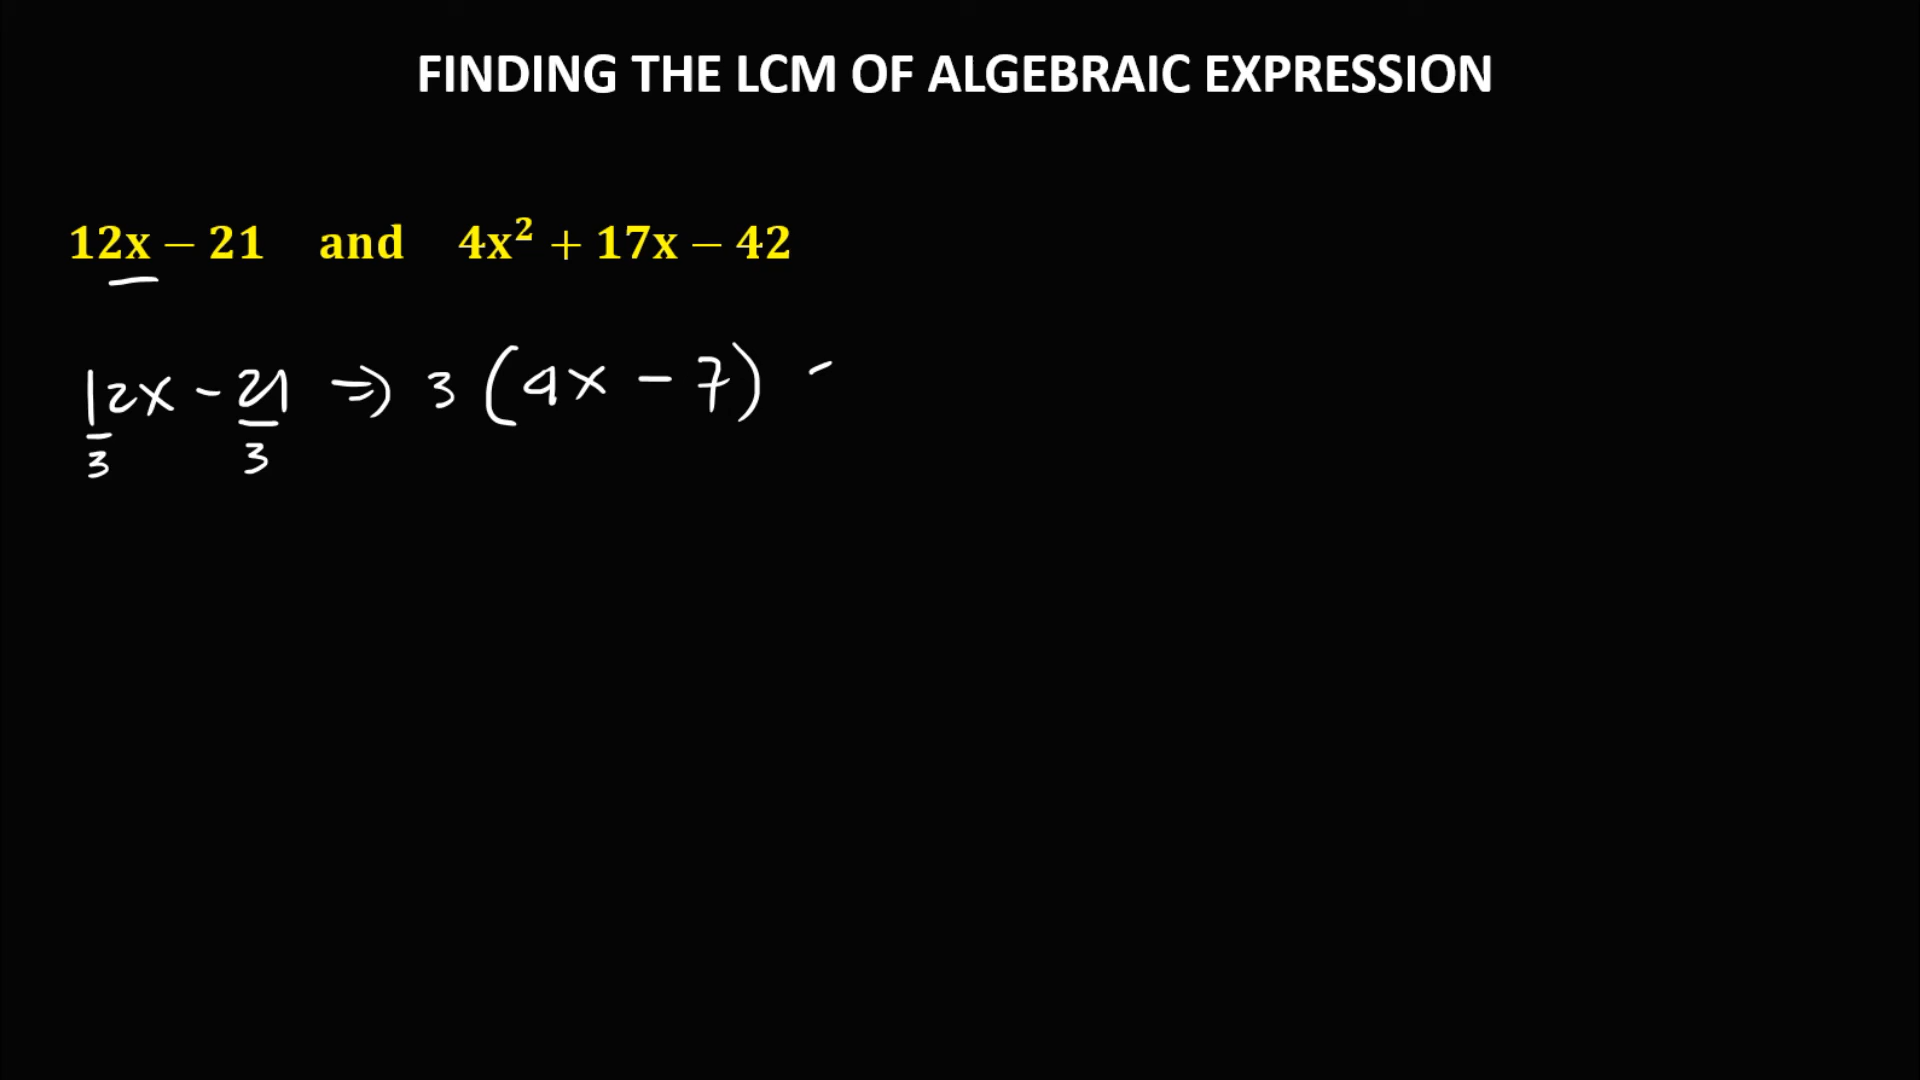 FINDING THE LCM OF ALGEBRAIC EXPRESSION
12x − 21 and 4x² + 17x − 42
12x - 21 ⇒ 3 (4x - 7) -
3 3